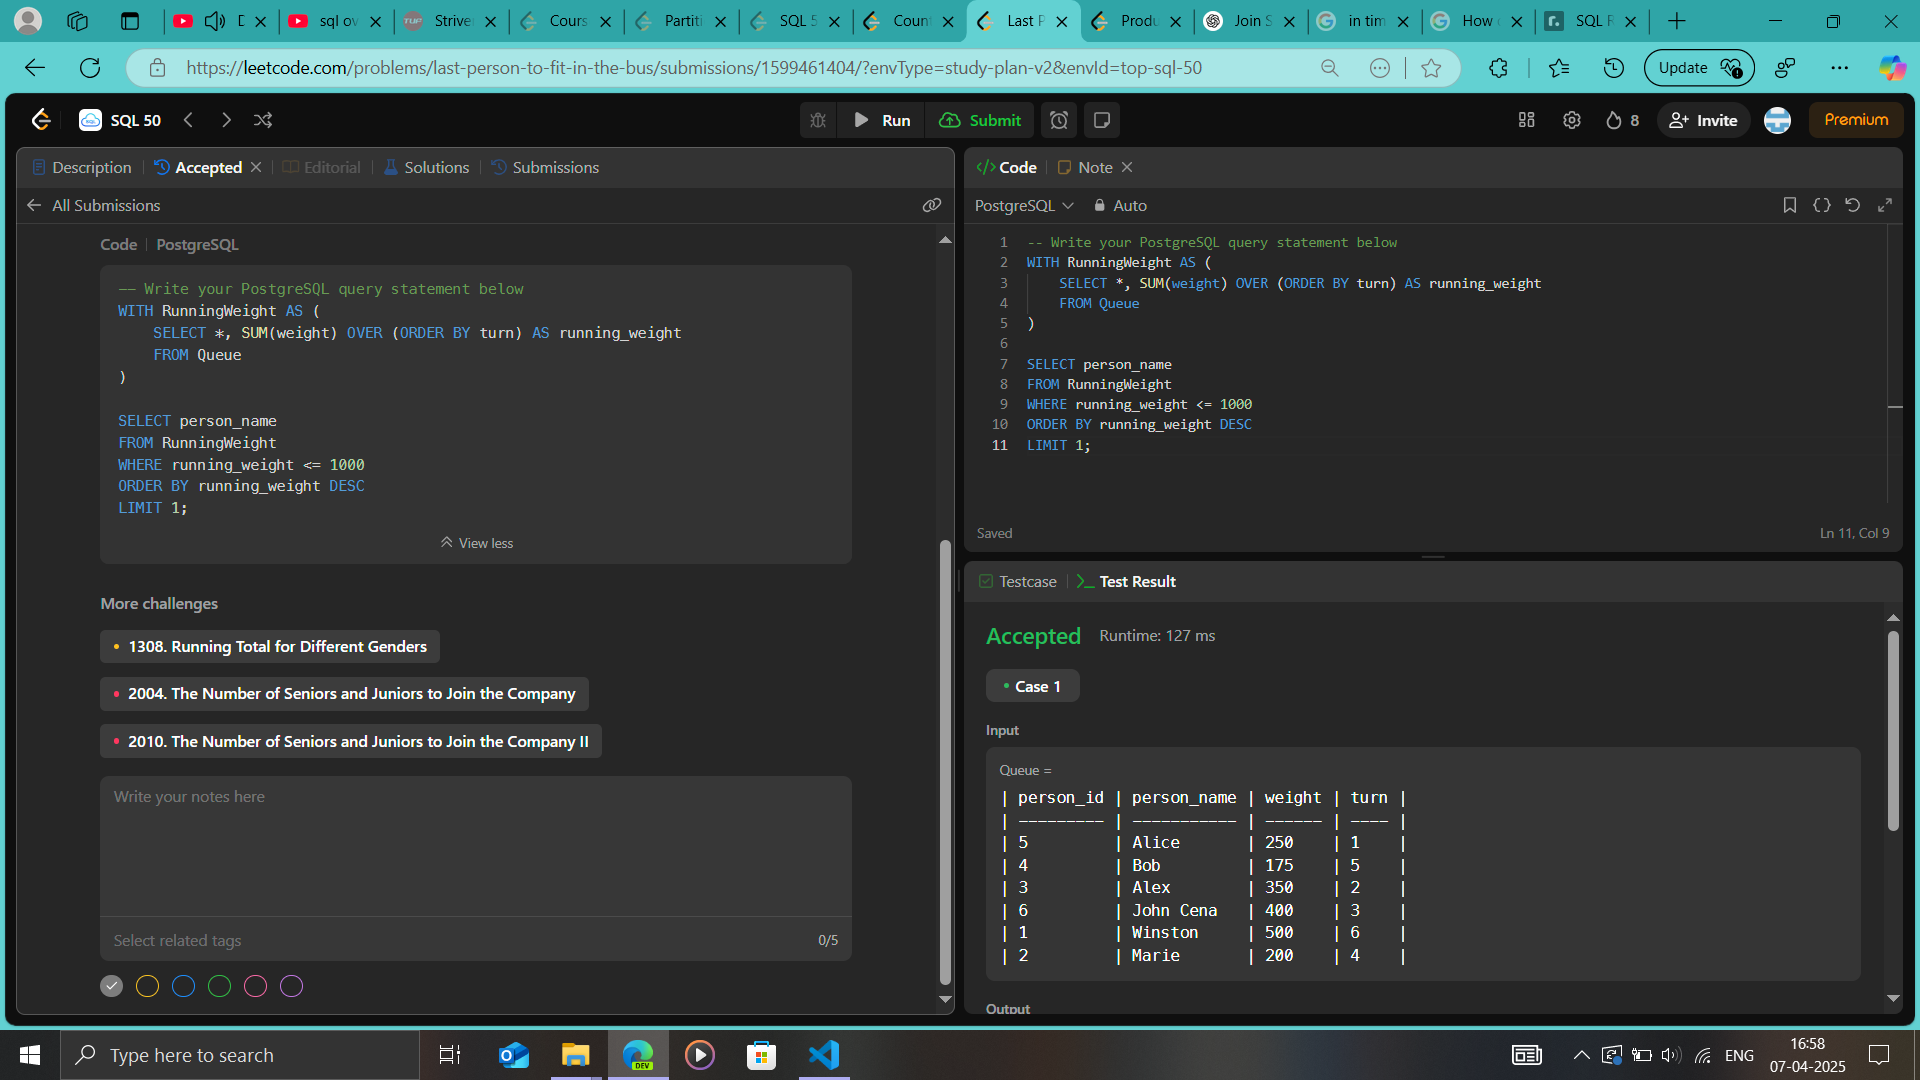 D
sql ov
Striver
Cours
Partiti
SQL 5
Count
Last P
Produ
Join S
in tim
How
SQL R
https://leetcode.com/problems/last-person-to-fit-in-the-bus/submissions/1599461404/?envType=study-plan-v2&envId=top-sql-50
Update
SQL 50
Run
Submit
8
Invite
Premium
Description
Accepted
Editorial
Solutions
Submissions
All Submissions
Code
PostgreSQL
-- Write your PostgreSQL query statement below
WITH RunningWeight AS (
SELECT *, SUM(weight) OVER (ORDER BY turn) AS running_weight
FROM Queue
)
SELECT person_name
FROM RunningWeight
WHERE running_weight <= 1000
ORDER BY running_weight DESC
LIMIT 1;
View less
More challenges
1308. Running Total for Different Genders
2004. The Number of Seniors and Juniors to Join the Company
2010. The Number of Seniors and Juniors to Join the Company II
Write your notes here
Select related tags
0/5
</> Code
Note
PostgreSQL
Auto
1 -- Write your PostgreSQL query statement below
2 WITH RunningWeight AS (
3 SELECT *, SUM(weight) OVER (ORDER BY turn) AS running_weight
4 FROM Queue
5 )
6
7 SELECT person_name
8 FROM RunningWeight
9 WHERE running_weight <= 1000
10 ORDER BY running_weight DESC
11 LIMIT 1;
Saved
Ln 11, Col 9
Testcase
Test Result
Accepted
Runtime: 127 ms
Case 1
Input
Queue =
| person_id | person_name | weight | turn |
| --------- | ----------- | ------ | ---- |
| 5 | Alice | 250 | 1 |
| 4 | Bob | 175 | 5 |
| 3 | Alex | 350 | 2 |
| 6 | John Cena | 400 | 3 |
| 1 | Winston | 500 | 6 |
| 2 | Marie | 200 | 4 |
Output
Type here to search
DEV
ENG
16:58
07-04-2025